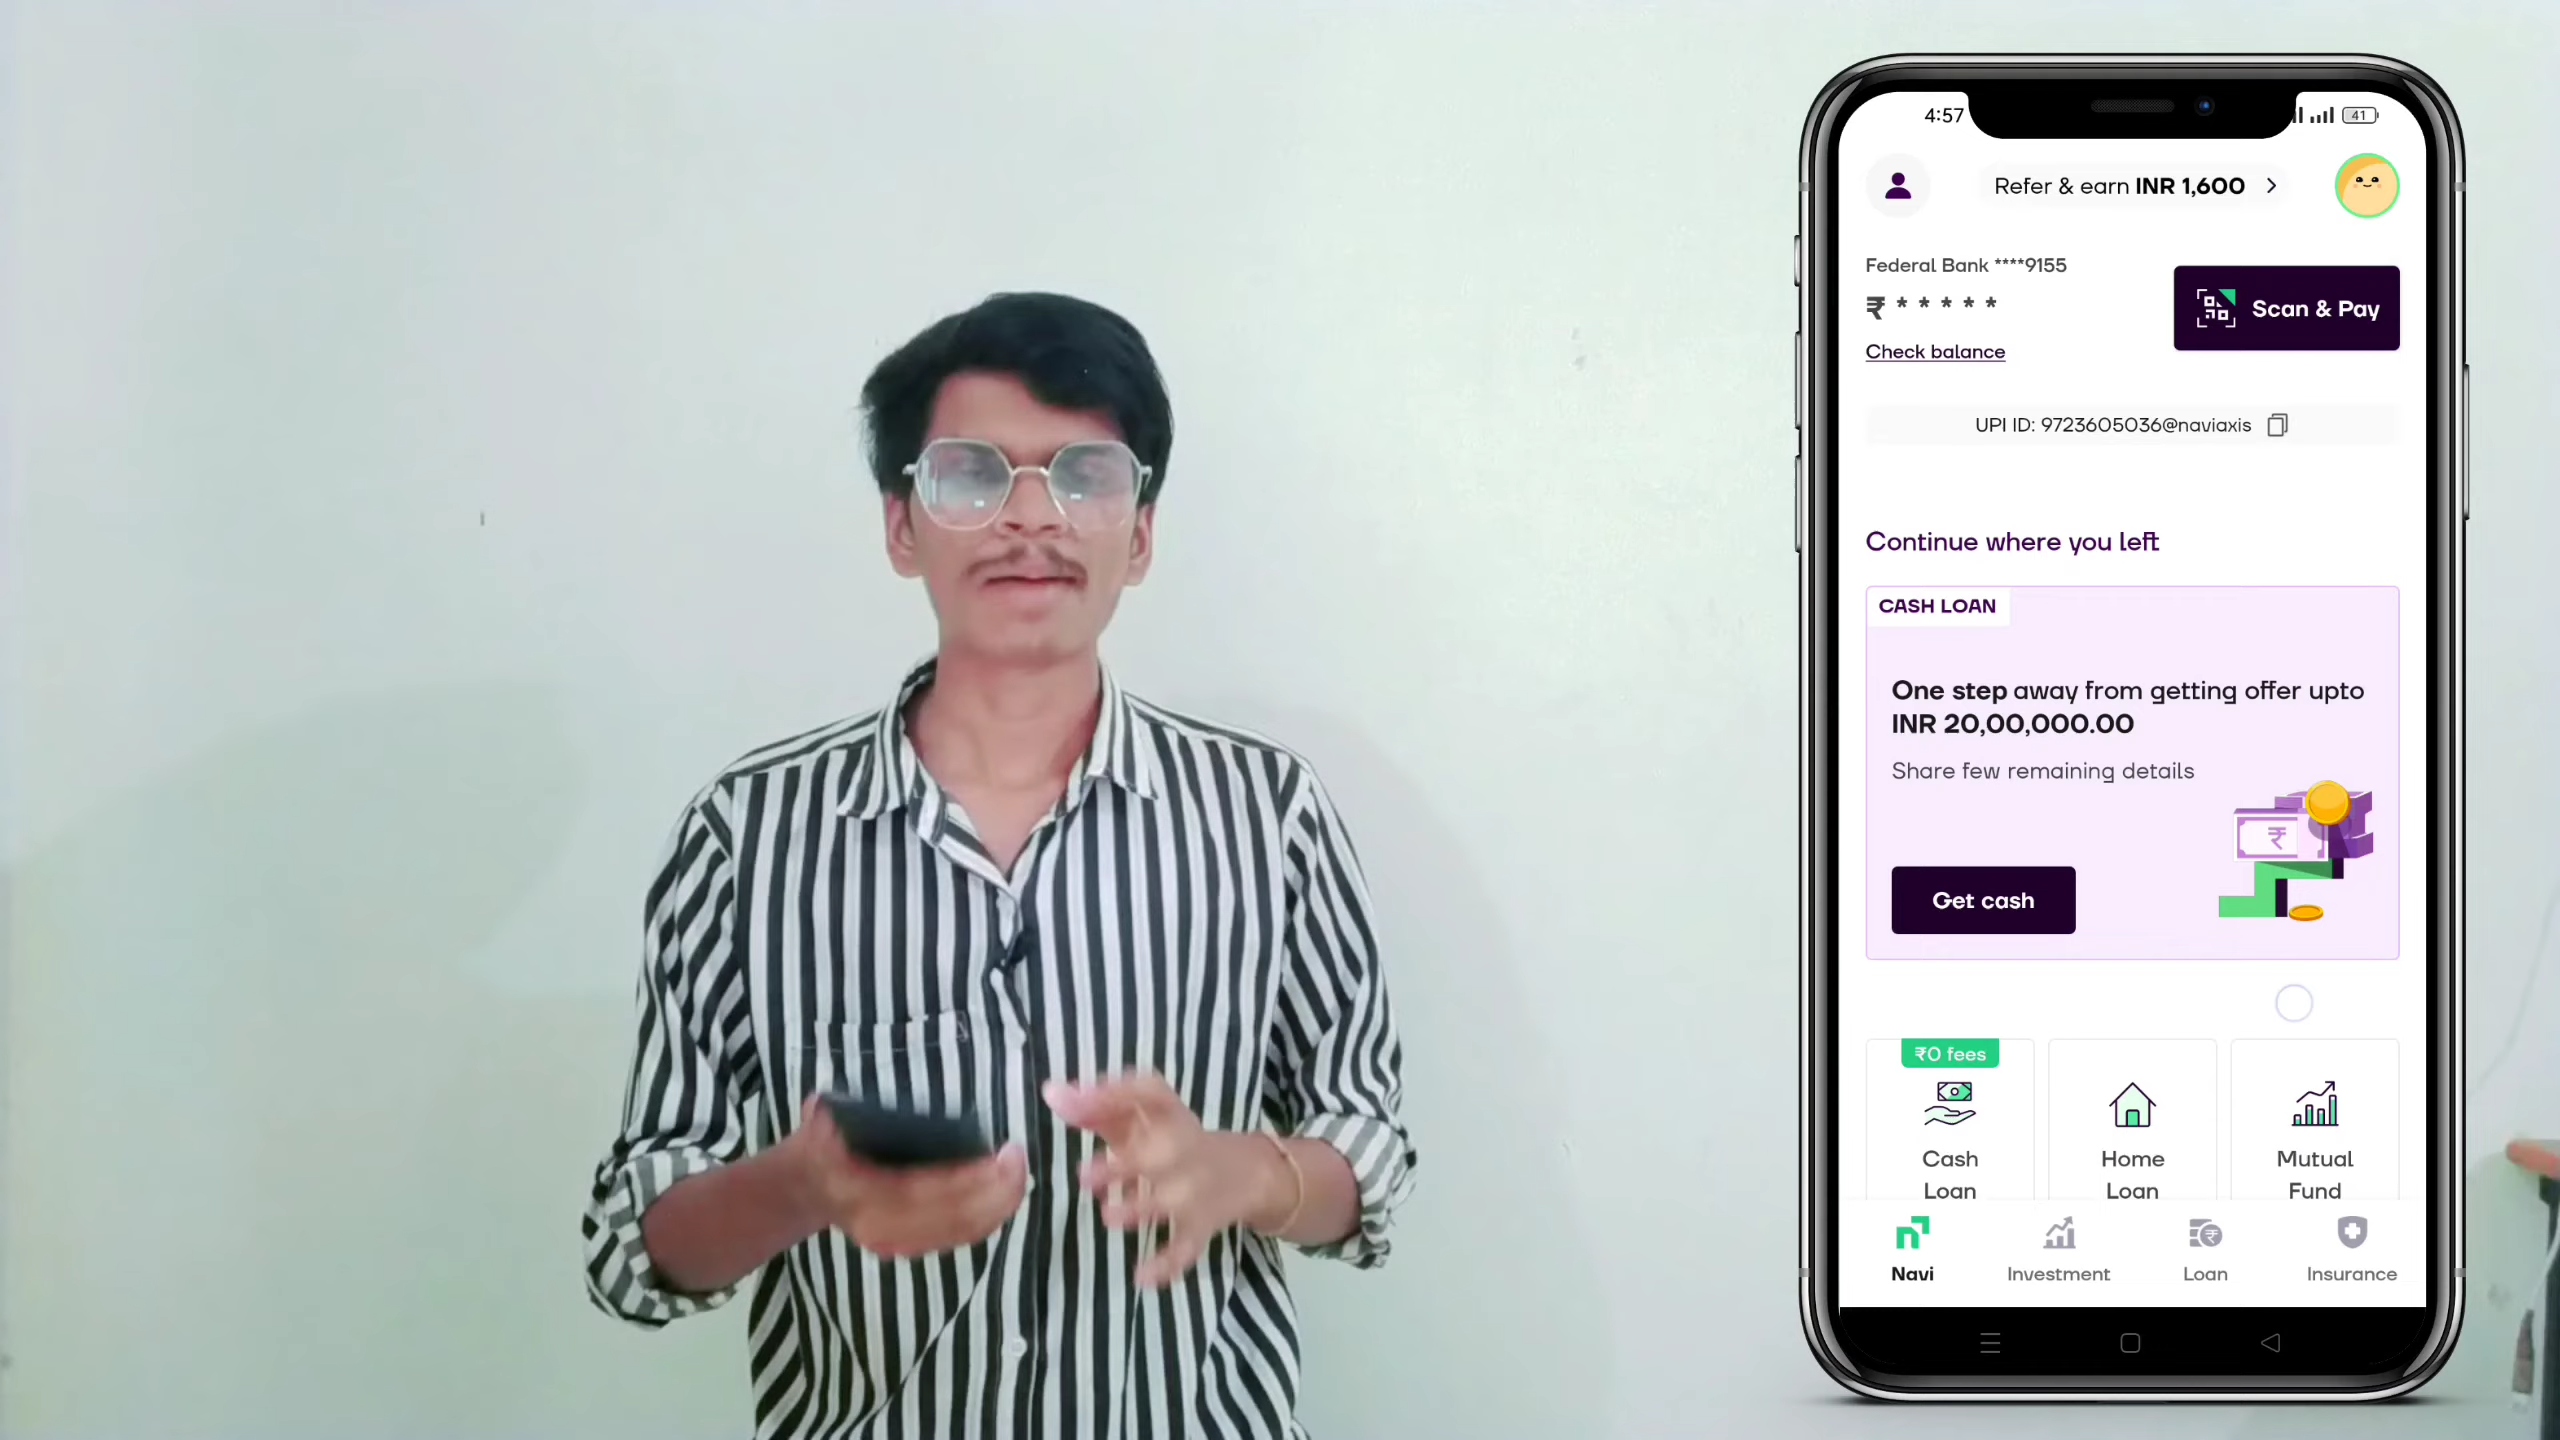 4:57
41
Refer & earn INR 1,600
Federal Bank ****9155
₹ * * * * *
Scan & Pay
Check balance
UPI ID: 9723605036@naviaxis
Continue where you left
CASH LOAN
One step away from getting offer upto
INR 20,00,000.00
Share few remaining details
₹
Get cash
₹0 fees
Cash
Loan
Home
Loan
Mutual
Fund
Navi
Investment
Loan
Insurance